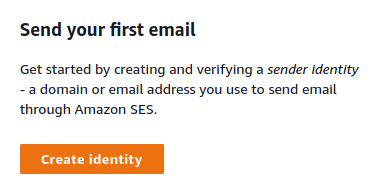 Send your first email
Get started by creating and verifying a sender identity
- a domain or email address you use to send email
through Amazon SES.
Create identity